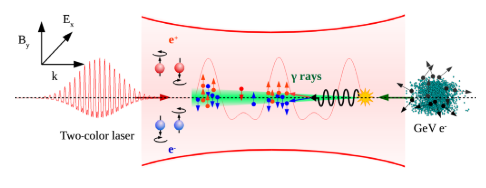 E_x
B_y
k
e⁺
γ rays
Two-color laser
e⁻
GeV e⁻